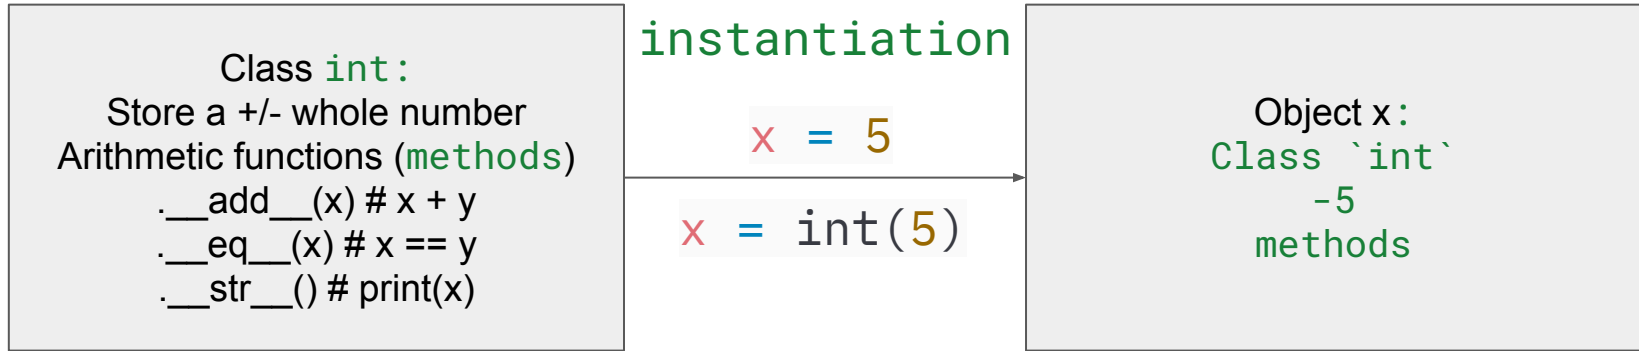 Class int:
Store a +/- whole number
Arithmetic functions (methods)
.__add__(x) # x + y
.__eq__(x) # x == y
.__str__() # print(x)
instantiation
x = 5
x = int(5)
Object x:
Class `int`
-5
methods